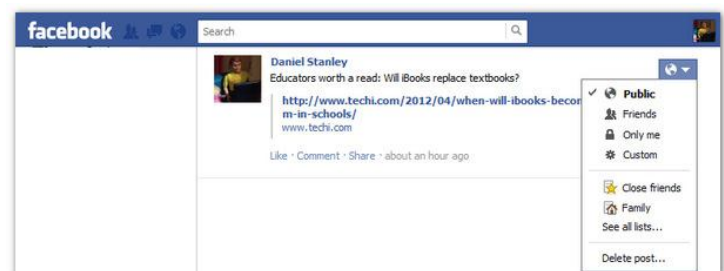 facebook
Search
Daniel Stanley
Educators worth a read: Will iBooks replace textbooks?
http://www.techi.com/2012/04/when-will-ibooks-becor
m-in-schools/
www.techi.com
Like · Comment · Share · about an hour ago
Public
Friends
Only me
Custom
Close friends
Family
See all lists...
Delete post...